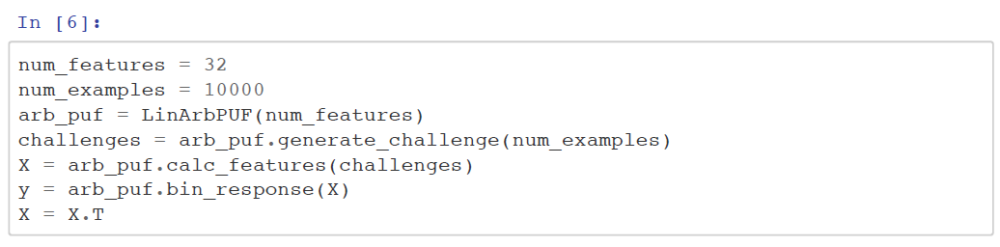 In [6]:
num_features = 32
num_examples = 10000
arb_puf = LinArbPUF(num_features)
challenges = arb_puf.generate_challenge(num_examples)
X = arb_puf.calc_features(challenges)
y = arb_puf.bin_response(X)
X = X.T